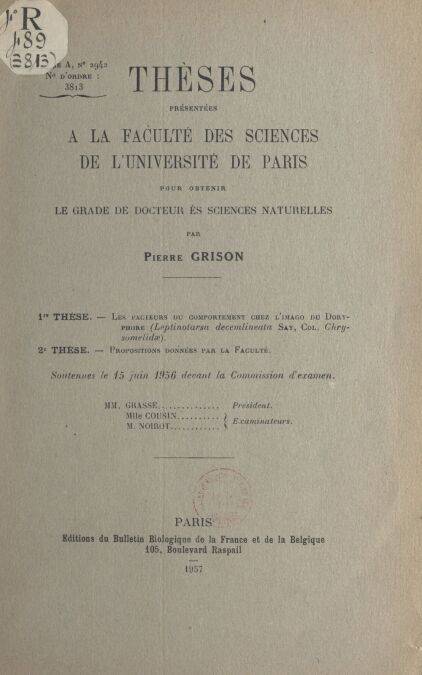 R
89
(3813)
E A, N° 2942
N° D'ORDRE :
3813
THÈSES
PRÉSENTÉES
A LA FACULTÉ DES SCIENCES
DE L'UNIVERSITÉ DE PARIS
POUR OBTENIR
LE GRADE DE DOCTEUR ÈS SCIENCES NATURELLES
PAR
PIERRE GRISON
1re THÈSE. — LES FACTEURS DU COMPORTEMENT CHEZ L'IMAGO DU DORY-
PHORE (Leptinotarsa decemlineata SAY, COL. Chry-
somelidæ).
2e THÈSE. — PROPOSITIONS DONNÉES PAR LA FACULTÉ.
Soutenues le 15 juin 1956 devant la Commission d'examen.
MM. GRASSÉ.............. Président.
Mlle COUSIN.......... } Examinateurs.
M. NOIROT...........
PARIS
Editions du Bulletin Biologique de la France et de la Belgique
105, Boulevard Raspail
1957